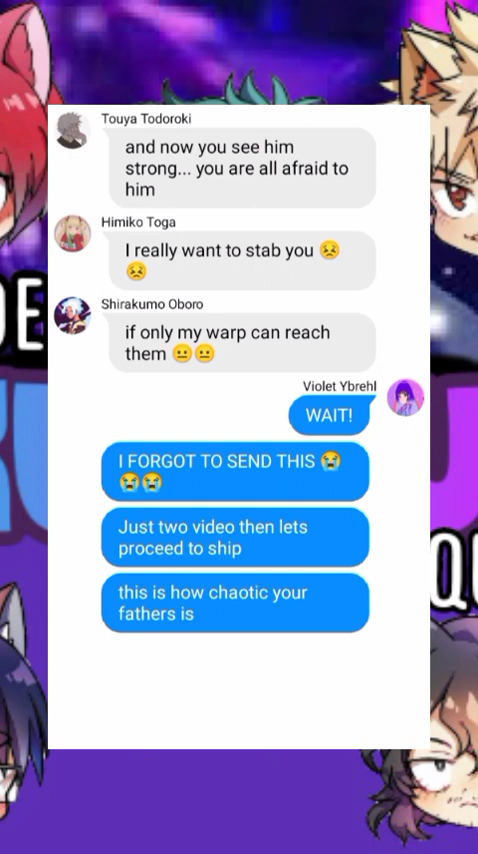 Touya Todoroki
and now you see him
strong... you are all afraid to
him
Himiko Toga
I really want to stab you 😣
😣
Shirakumo Oboro
if only my warp can reach
them 😐😐
Violet Ybrehl
WAIT!
I FORGOT TO SEND THIS 😭
😭😭
Just two video then lets
proceed to ship
this is how chaotic your
fathers is
DE
QU